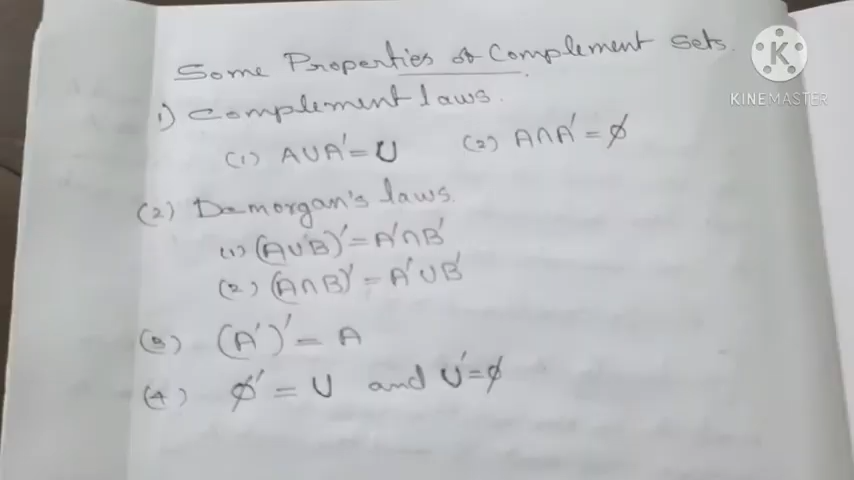 Some Properties of Complement Sets.
1) Complement laws.
(1) A∪A′=U (2) A∩A′=∅
(2) Demorgan's laws.
(1) (A∪B)′=A′∩B′
(2) (A∩B)′=A′∪B′
(3) (A′)′=A
(4) ∅′=U and U′=∅
KINEMASTER